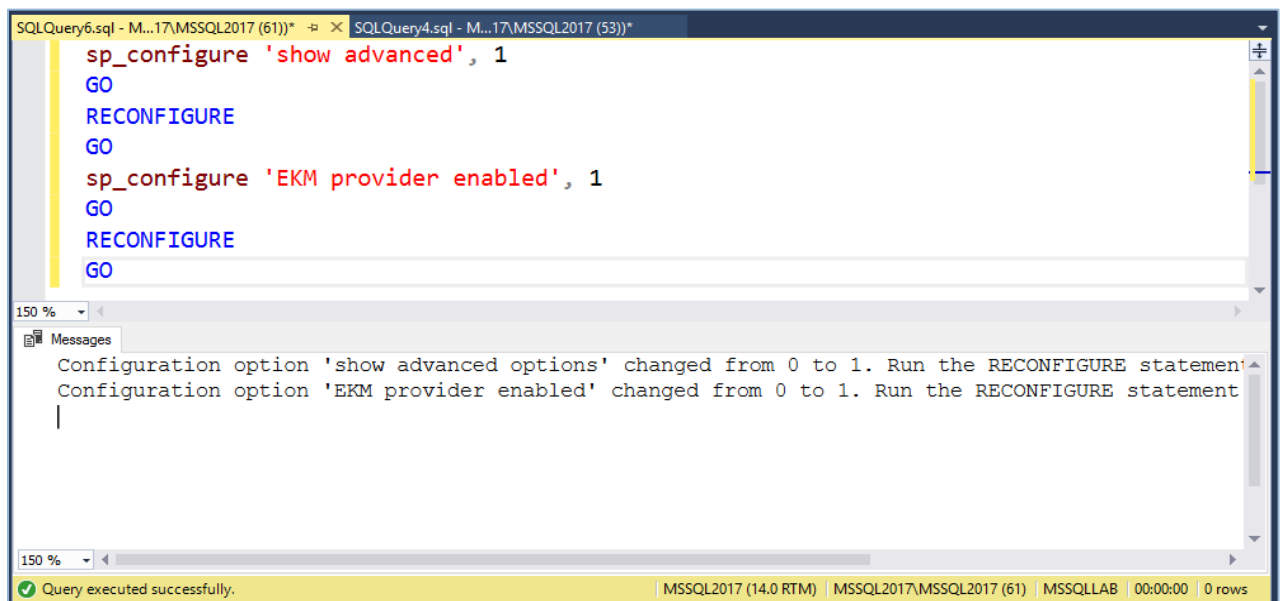 SQLQuery6.sql - M...17\MSSQL2017 (61))* SQLQuery4.sql - M...17\MSSQL2017 (53))*
sp_configure 'show advanced', 1
GO
RECONFIGURE
GO
sp_configure 'EKM provider enabled', 1
GO
RECONFIGURE
GO
150 %
Messages
Configuration option 'show advanced options' changed from 0 to 1. Run the RECONFIGURE statement
Configuration option 'EKM provider enabled' changed from 0 to 1. Run the RECONFIGURE statement
150 %
Query executed successfully. MSSQL2017 (14.0 RTM) MSSQL2017\MSSQL2017 (61) MSSQLLAB 00:00:00 0 rows